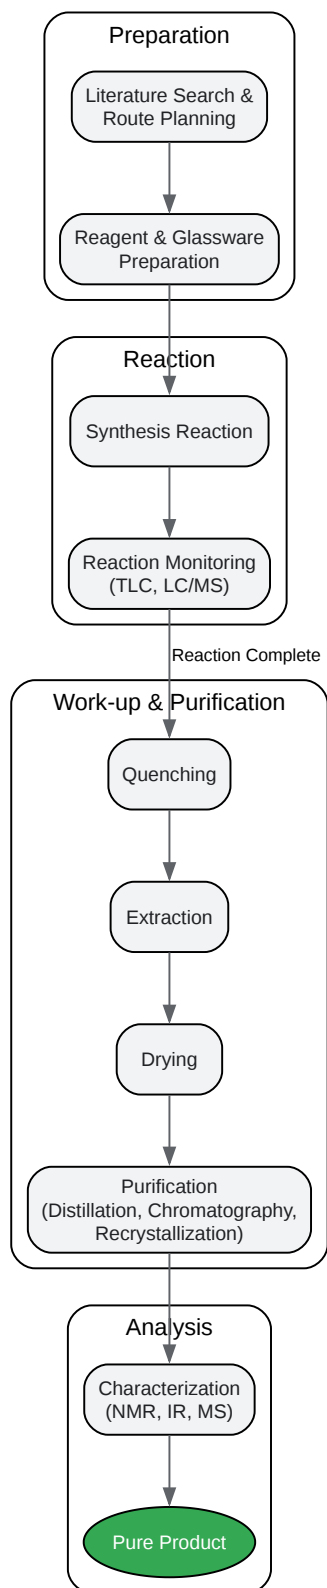 Preparation
Literature Search &
Route Planning
Reagent & Glassware
Preparation
Reaction
Synthesis Reaction
Reaction Monitoring
(TLC, LC/MS)
Reaction Complete
Work-up & Purification
Quenching
Extraction
Drying
Purification
(Distillation, Chromatography,
Recrystallization)
Analysis
Characterization
(NMR, IR, MS)
Pure Product